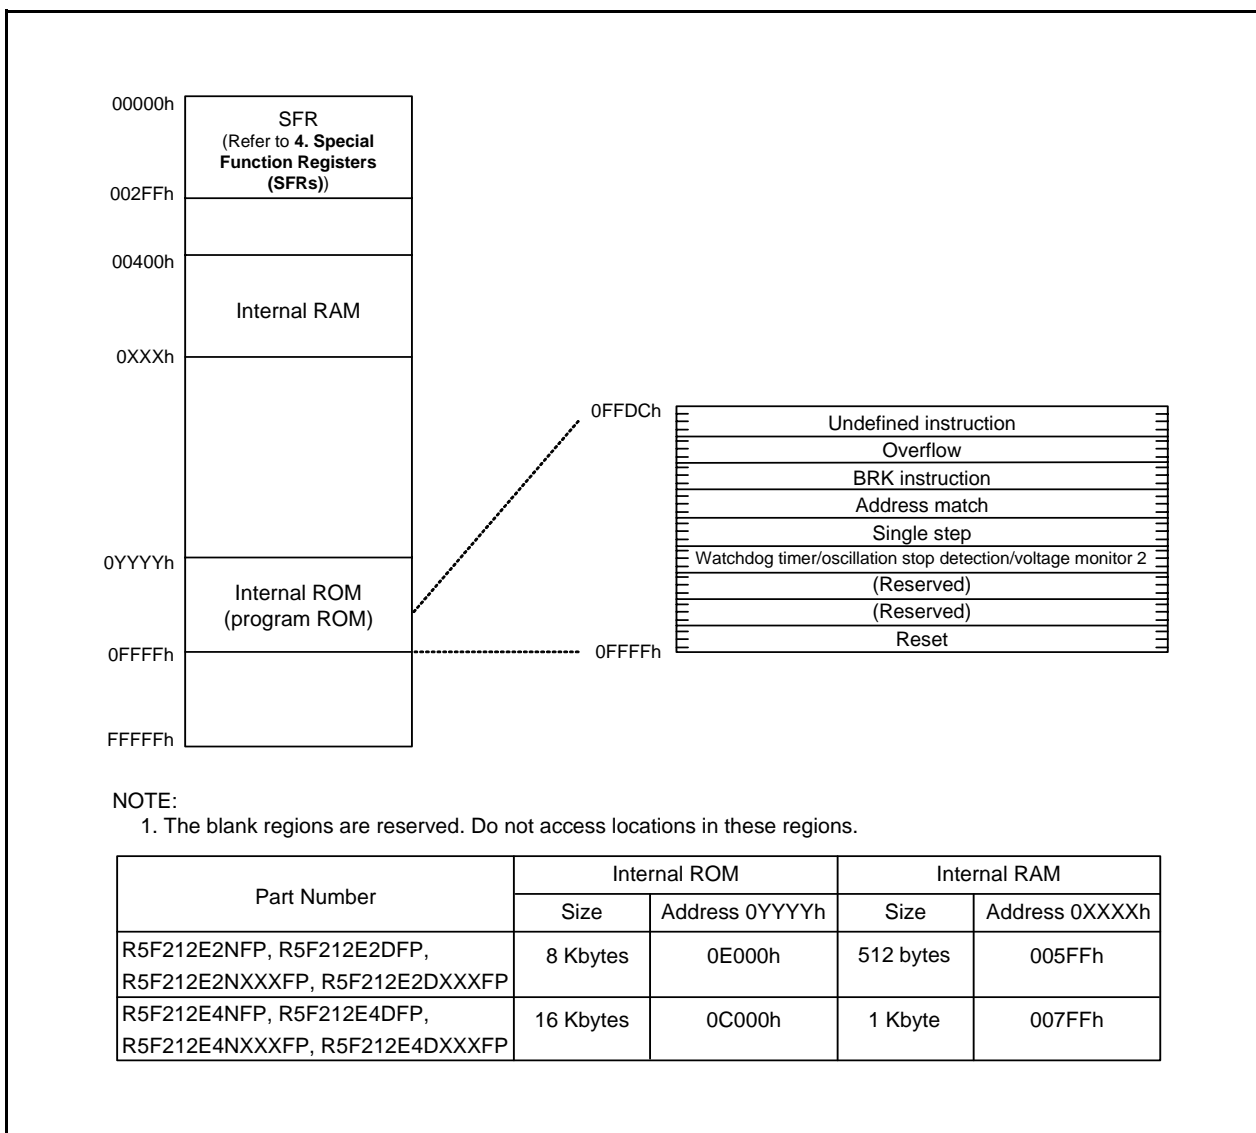 00000h
SFR
(Refer to 4. Special
Function Registers
(SFRs))
002FFh
00400h
Internal RAM
0XXXh
0YYYYh
Internal ROM
(program ROM)
0FFFFh
FFFFFh
0FFDCh
Undefined instruction
Overflow
BRK instruction
Address match
Single step
Watchdog timer/oscillation stop detection/voltage monitor 2
(Reserved)
(Reserved)
Reset
0FFFFh
NOTE:
1. The blank regions are reserved. Do not access locations in these regions.
Part Number
Internal ROM
Internal RAM
Size
Address 0YYYYh
Size
Address 0XXXXh
R5F212E2NFP, R5F212E2DFP,
R5F212E2NXXXFP, R5F212E2DXXXFP
8 Kbytes
0E000h
512 bytes
005FFh
R5F212E4NFP, R5F212E4DFP,
R5F212E4NXXXFP, R5F212E4DXXXFP
16 Kbytes
0C000h
1 Kbyte
007FFh